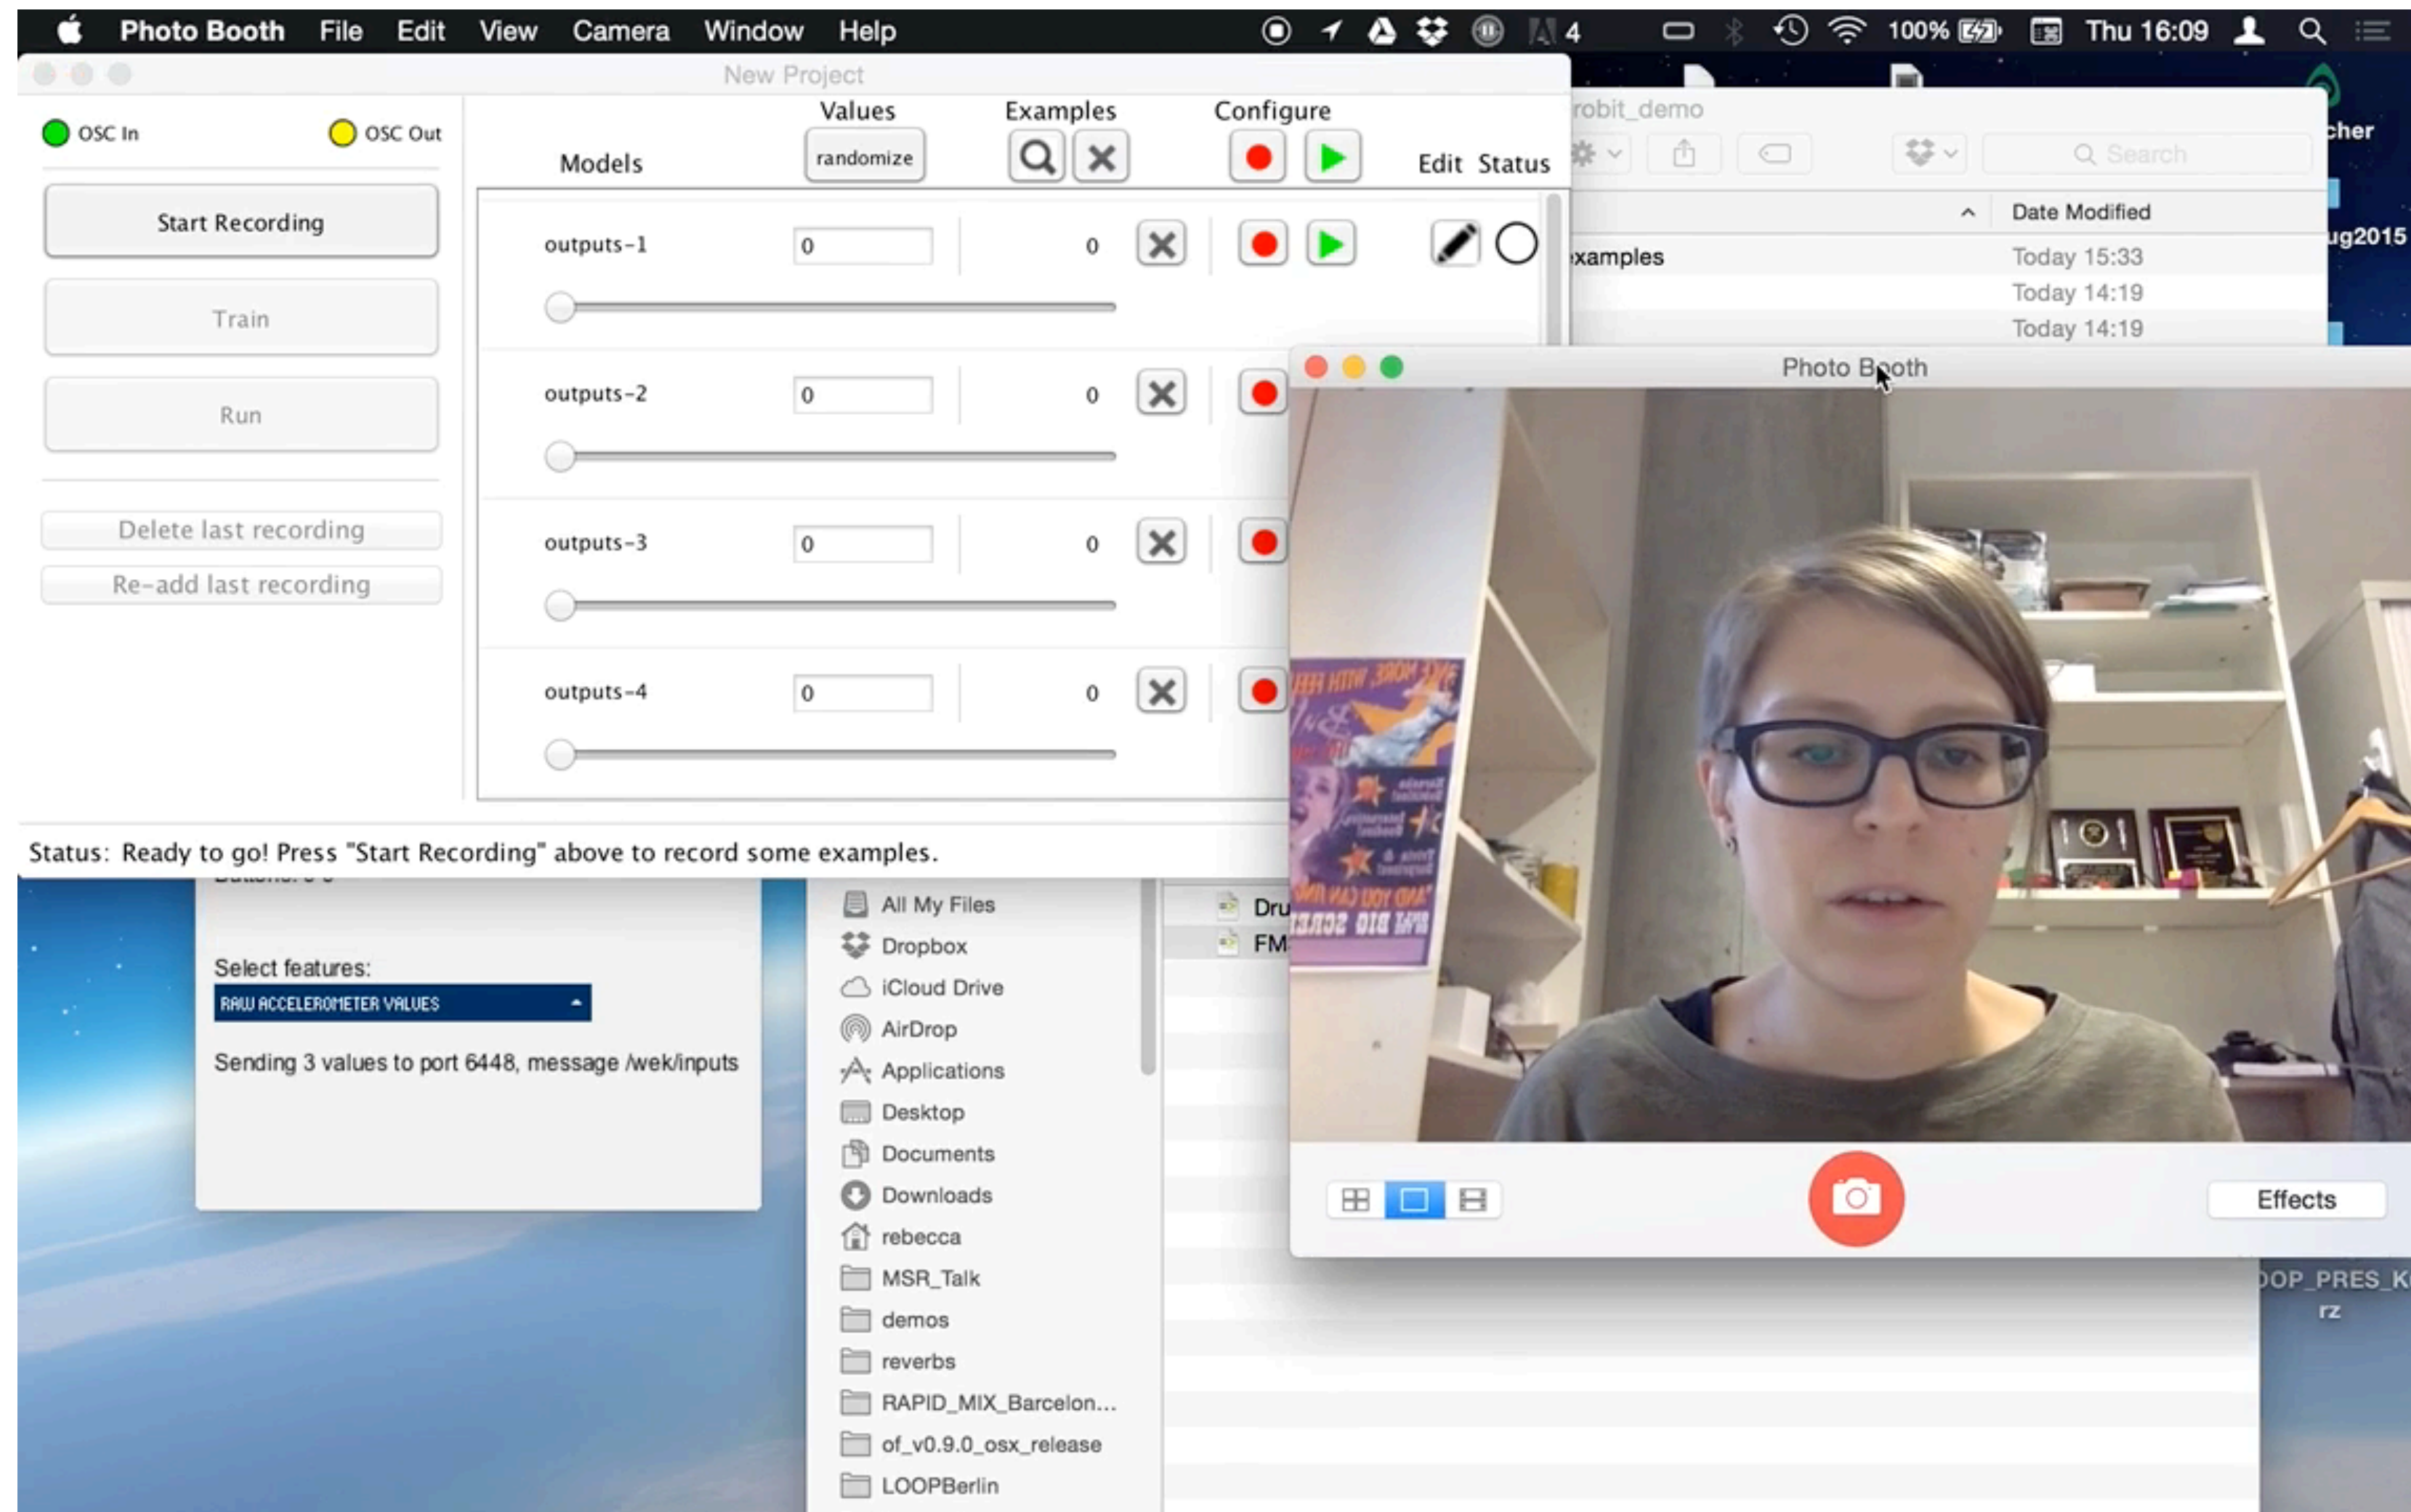 Photo Booth File Edit View Camera Window Help 4 100% Thu 16:09
New Project
OSC In OSC Out
Start Recording
Train
Run
Delete last recording
Re-add last recording
Models Values Examples Configure Edit Status
randomize
outputs-1 0 0
outputs-2 0 0
outputs-3 0 0
outputs-4 0 0
Status: Ready to go! Press "Start Recording" above to record some examples.
robit_demo
Search
Date Modified
examples Today 15:33
Today 14:19
Today 14:19
cher
ug2015
Photo Booth
Effects
Select features:
RAW ACCELEROMETER VALUES
Sending 3 values to port 6448, message /wek/inputs
All My Files
Dropbox
iCloud Drive
AirDrop
Applications
Desktop
Documents
Downloads
rebecca
MSR_Talk
demos
reverbs
RAPID_MIX_Barcelon...
of_v0.9.0_osx_release
LOOPBerlin
Dru
FM
OOP_PRES_K
rz